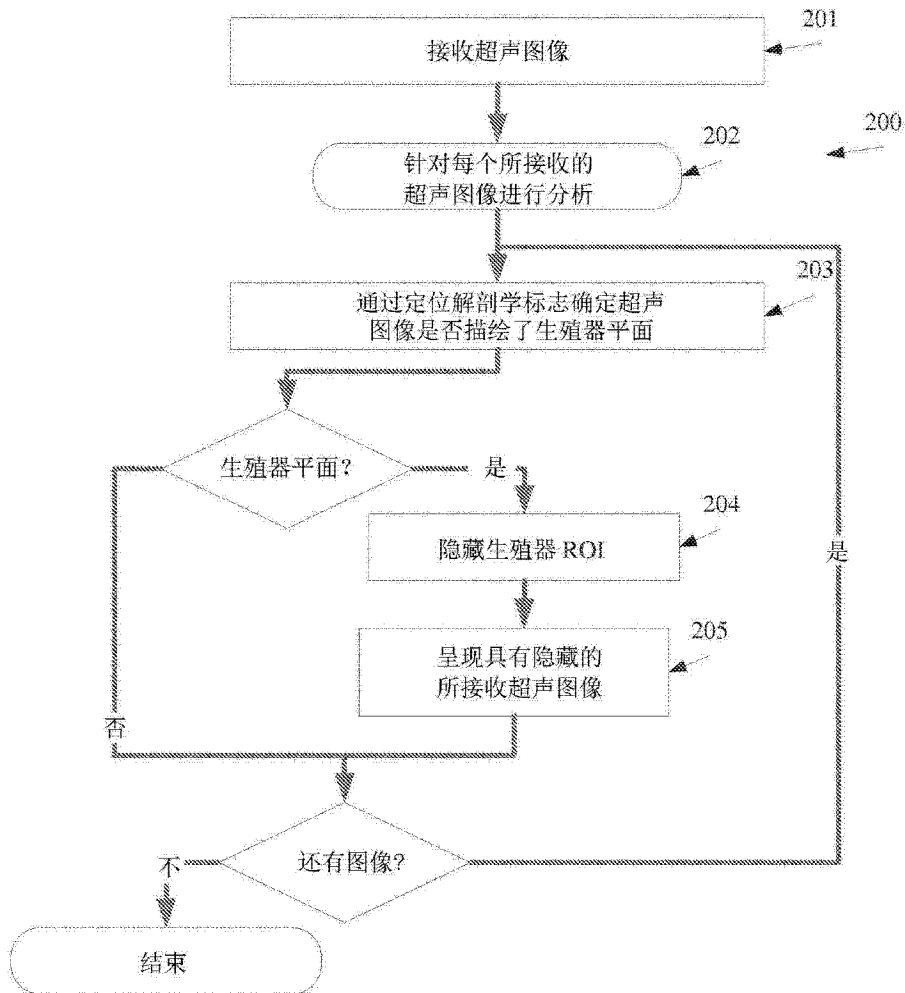 201
接收超声图像
200
202
针对每个所接收的
超声图像进行分析
203
通过定位解剖学标志确定超声
图像是否描绘了生殖器平面
生殖器平面?
是
204
隐藏生殖器 ROI
是
205
呈现具有隐藏的
所接收超声图像
否
还有图像?
不
结束